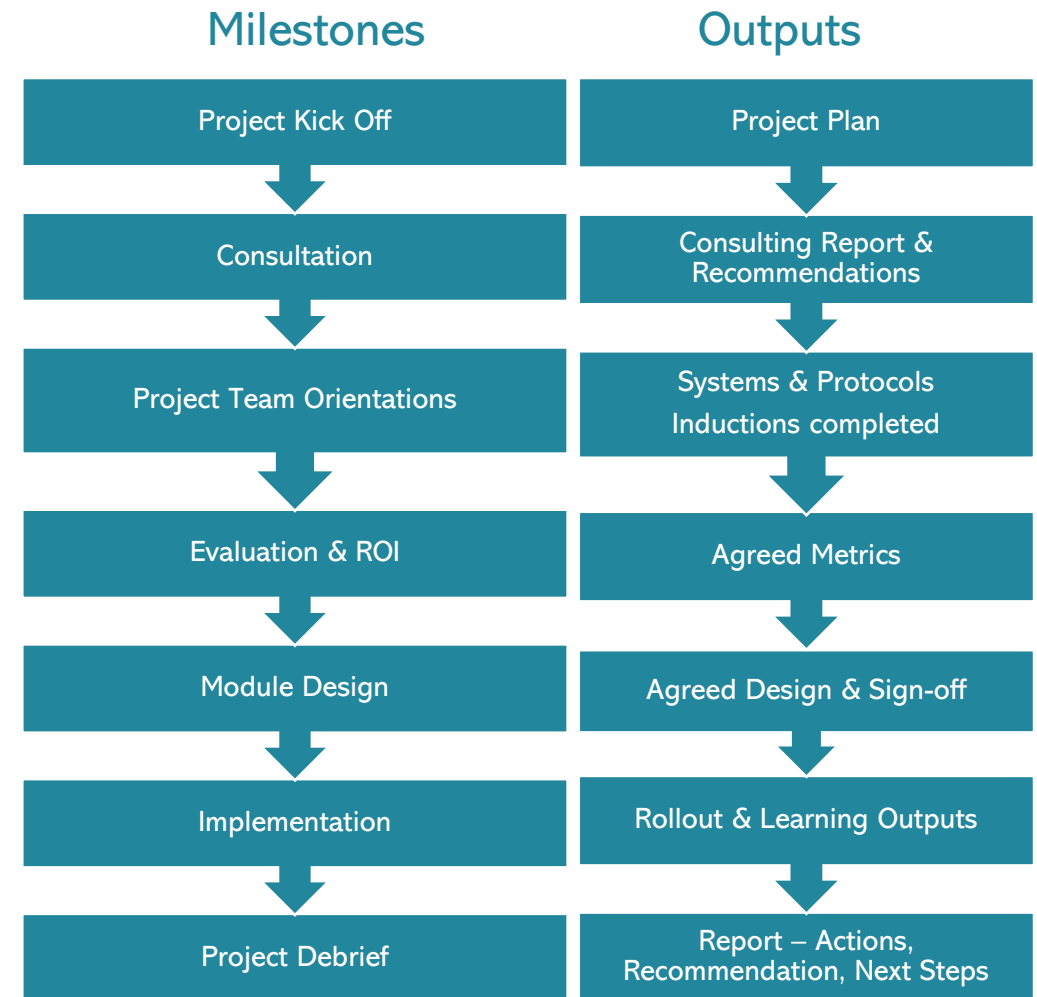 Milestones
Outputs
Project Kick Off
Project Plan
Consultation
Consulting Report &
Recommendations
Project Team Orientations
Systems & Protocols
Inductions completed
Evaluation & ROI
Agreed Metrics
Module Design
Agreed Design & Sign-off
Implementation
Rollout & Learning Outputs
Project Debrief
Report – Actions,
Recommendation, Next Steps